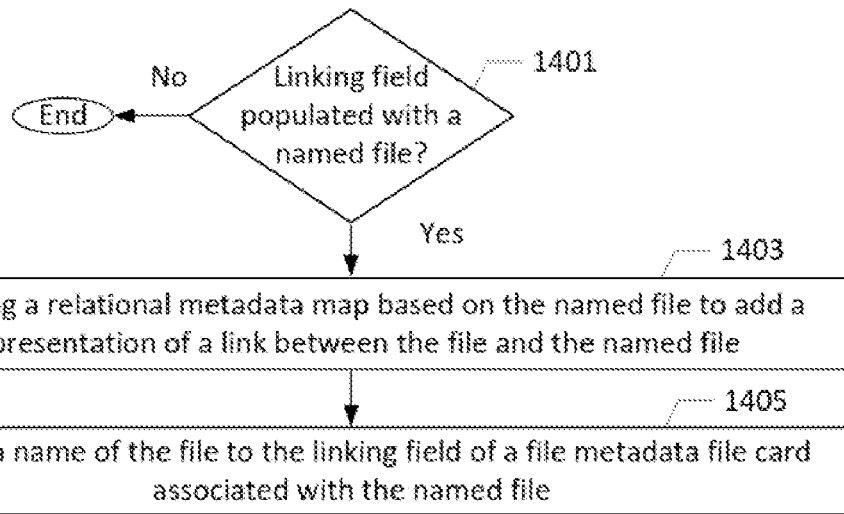 Linking field
1401
No
populated with a
End
named file?
Yes
1403
g a relational metadata map based on the named file to add a
presentation of a link between the file and the named file
1405
a name of the file to the linking field of a file metadata file card
associated with the named file